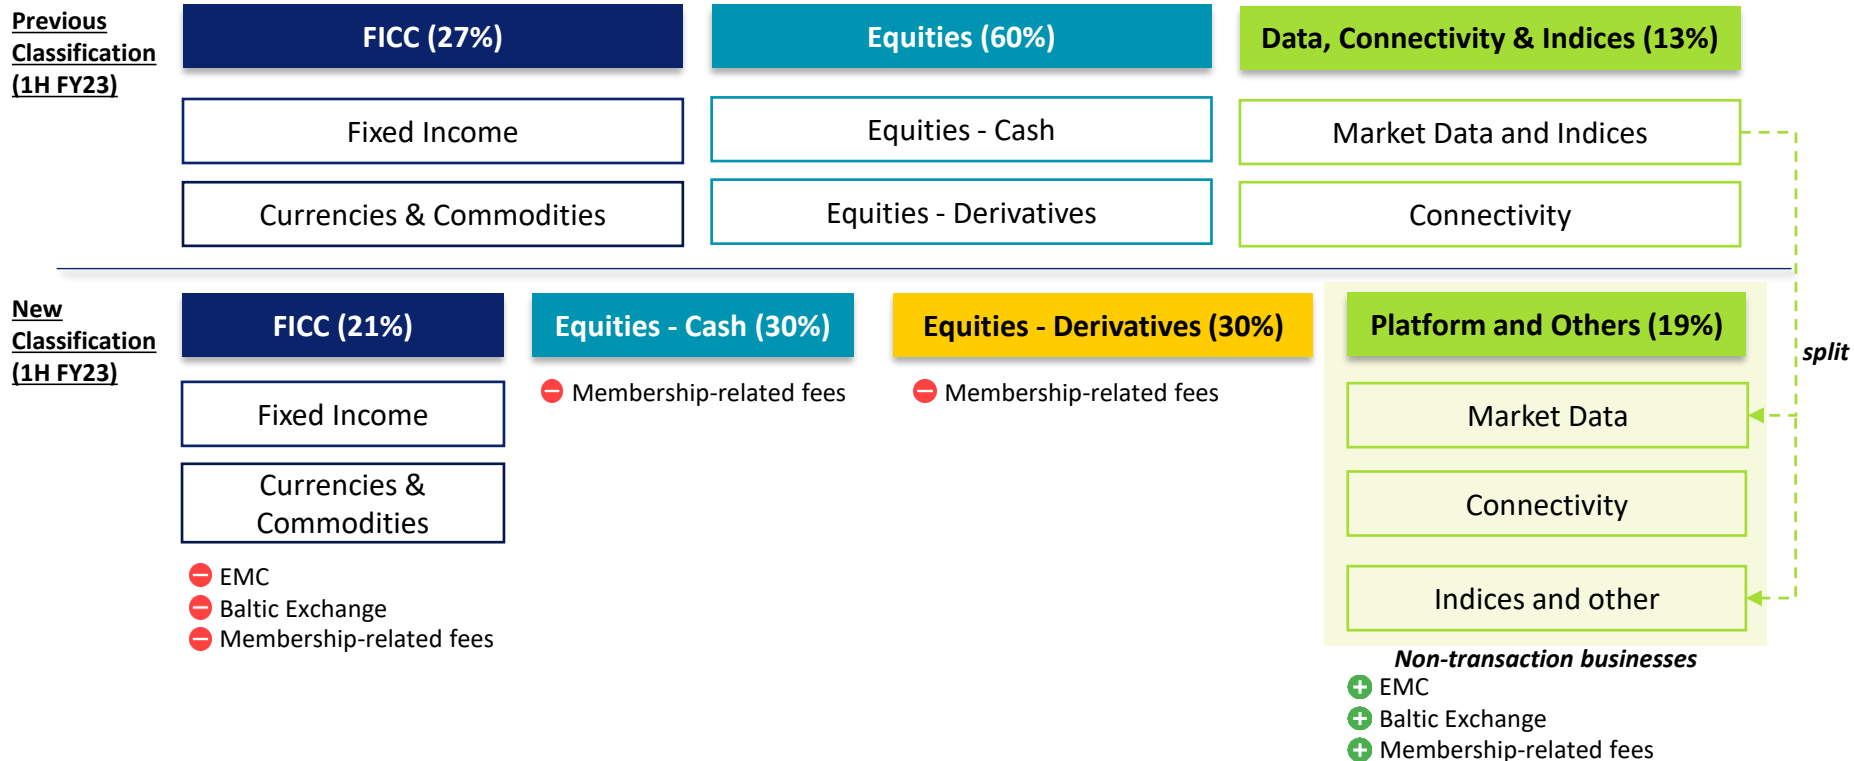 Previous
Classification
(1H FY23)
FICC (27%)
Equities (60%)
Data, Connectivity & Indices (13%)
Fixed Income
Equities - Cash
Market Data and Indices
Currencies & Commodities
Equities - Derivatives
Connectivity
New
Classification
(1H FY23)
FICC (21%)
Equities - Cash (30%)
Equities - Derivatives (30%)
Platform and Others (19%)
split
Fixed Income
Membership-related fees
Membership-related fees
Market Data
Currencies &
Commodities
Connectivity
EMC
Baltic Exchange
Membership-related fees
Indices and other
Non-transaction businesses
EMC
Baltic Exchange
Membership-related fees